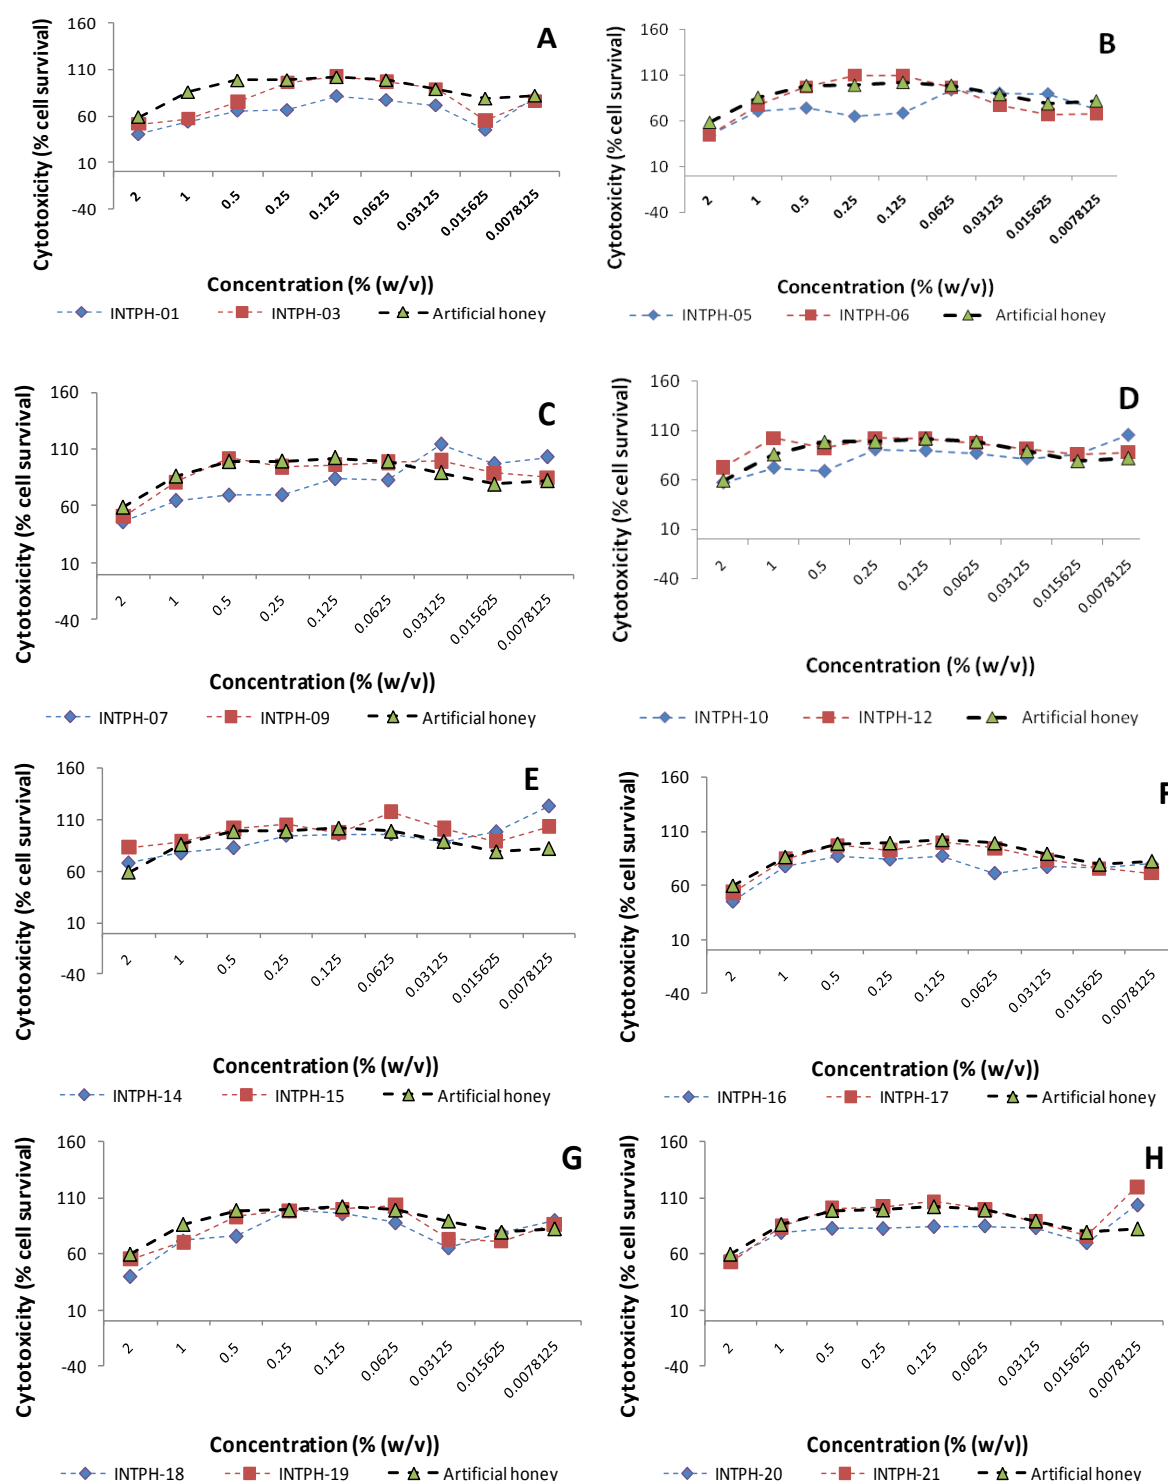 A
Cytotoxicity (% cell survival)
160
110
60
10
-40
2 1 0.5 0.25 0.125 0.0625 0.03125 0.015625 0.0078125
Concentration (% (w/v))
INTPH-01 INTPH-03 Artificial honey
B
Cytotoxicity (% cell survival)
160
110
60
10
-40
2 1 0.5 0.25 0.125 0.0625 0.03125 0.015625 0.0078125
Concentration (% (w/v))
INTPH-05 INTPH-06 Artificial honey
C
Cytotoxicity (% cell survival)
160
110
60
10
-40
2 1 0.5 0.25 0.125 0.0625 0.03125 0.015625 0.0078125
Concentration (% (w/v))
INTPH-07 INTPH-09 Artificial honey
D
Cytotoxicity (% cell survival)
160
110
60
10
-40
2 1 0.5 0.25 0.125 0.0625 0.03125 0.015625 0.0078125
Concentration (% (w/v))
INTPH-10 INTPH-12 Artificial honey
E
Cytotoxicity (% cell survival)
160
110
60
10
-40
2 1 0.5 0.25 0.125 0.0625 0.03125 0.015625 0.0078125
Concentration (% (w/v))
INTPH-14 INTPH-15 Artificial honey
F
Cytotoxicity (% cell survival)
160
110
60
10
-40
2 1 0.5 0.25 0.125 0.0625 0.03125 0.015625 0.0078125
Concentration (% (w/v))
INTPH-16 INTPH-17 Artificial honey
G
Cytotoxicity (% cell survival)
160
110
60
10
-40
2 1 0.5 0.25 0.125 0.0625 0.03125 0.015625 0.0078125
Concentration (% (w/v))
INTPH-18 INTPH-19 Artificial honey
H
Cytotoxicity (% cell survival)
160
110
60
10
-40
2 1 0.5 0.25 0.125 0.0625 0.03125 0.015625 0.0078125
Concentration (% (w/v))
INTPH-20 INTPH-21 Artificial honey